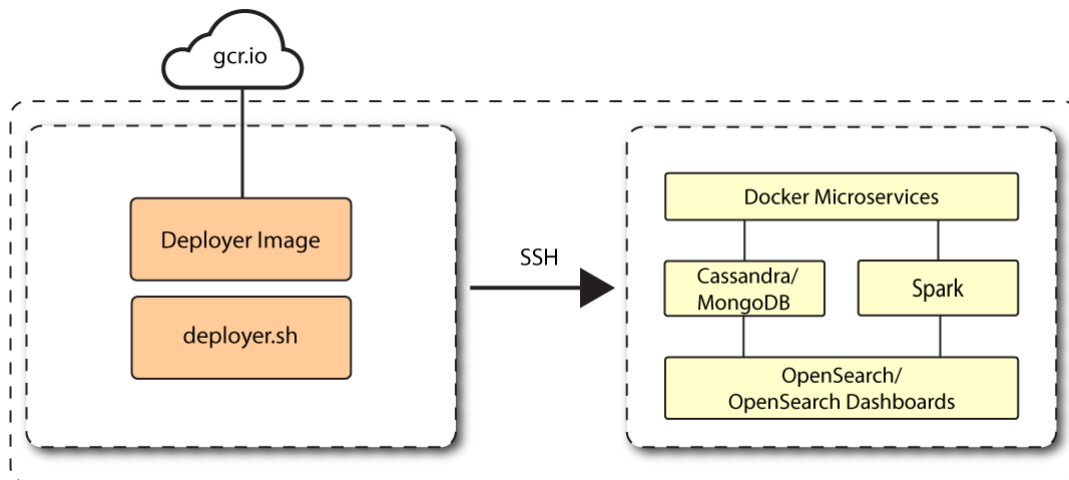 gcr.io
Deployer Image
deployer.sh
SSH
Docker Microservices
Cassandra/
MongoDB
Spark
OpenSearch/
OpenSearch Dashboards